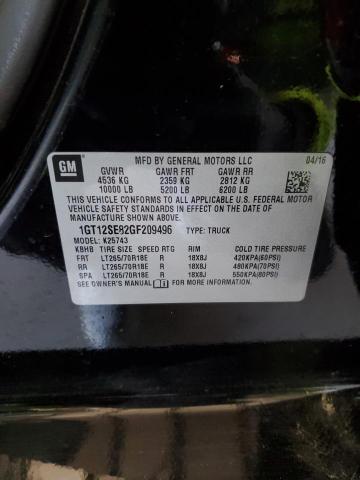 GM
MFD BY GENERAL MOTORS LLC 04/16
GVWR GAWR FRT GAWR RR
4536 KG 2359 KG 2812 KG
10000 LB 5200 LB 6200 LB
THIS VEHICLE CONFORMS TO ALL APPLICABLE U.S. FEDERAL MOTOR
VEHICLE SAFETY STANDARDS IN EFFECT ON THE DATE OF
MANUFACTURE SHOWN ABOVE.
1GT12SE82GF209496 TYPE: TRUCK
MODEL: K25743
KBHB TIRE SIZE SPEED RTG RIM COLD TIRE PRESSURE
FRT LT265/70R18E R 18X8J 420KPA(60PSI)
RR LT265/70R18E R 18X8J 480KPA(70PSI)
SPA LT265/70R18E R 18X8J 550KPA(80PSI)
SEE OWNER'S MANUAL FOR MORE INFORMATION.